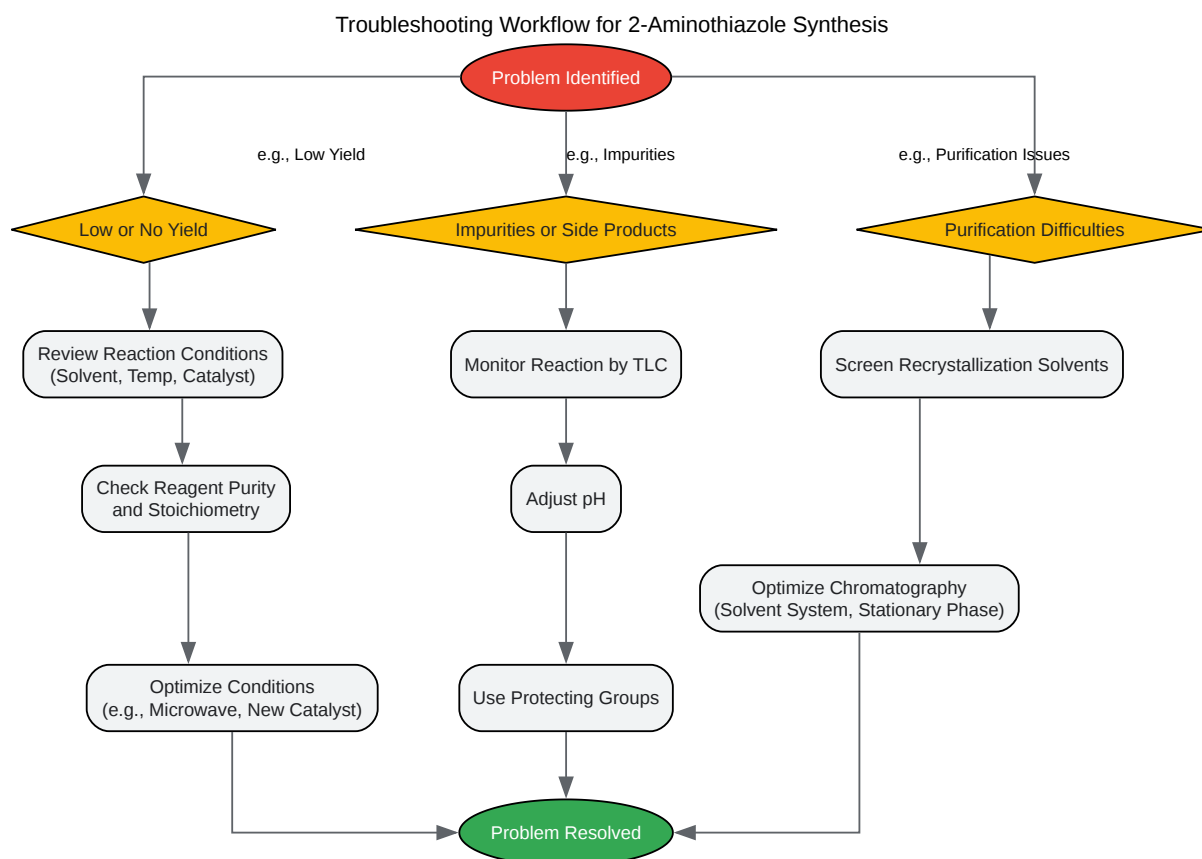 Troubleshooting Workflow for 2-Aminothiazole Synthesis
Problem Identified
e.g., Low Yield
e.g., Impurities
e.g., Purification Issues
Low or No Yield
Impurities or Side Products
Purification Difficulties
Review Reaction Conditions
(Solvent, Temp, Catalyst)
Monitor Reaction by TLC
Screen Recrystallization Solvents
Check Reagent Purity
and Stoichiometry
Adjust pH
Optimize Chromatography
(Solvent System, Stationary Phase)
Optimize Conditions
(e.g., Microwave, New Catalyst)
Use Protecting Groups
Problem Resolved